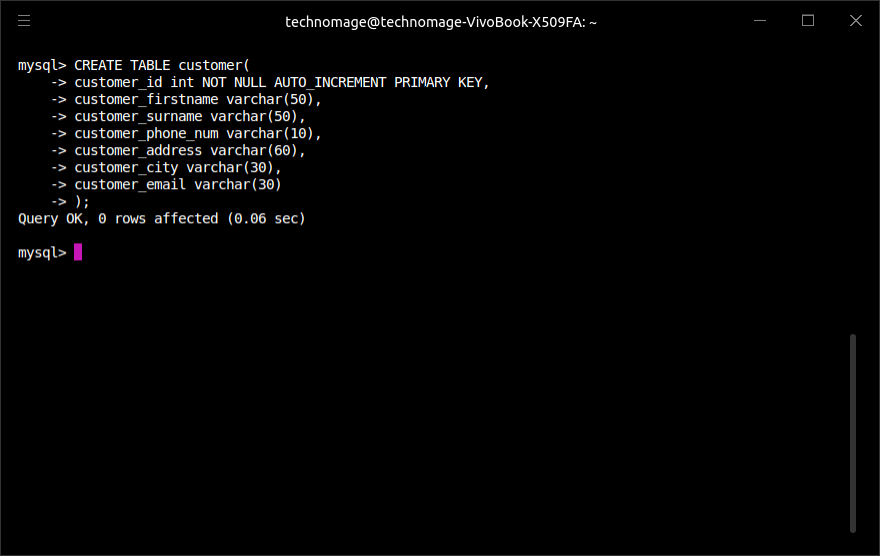 technomage@technomage-VivoBook-X509FA: ~
mysql> CREATE TABLE customer(
    -> customer_id int NOT NULL AUTO_INCREMENT PRIMARY KEY,
    -> customer_firstname varchar(50),
    -> customer_surname varchar(50),
    -> customer_phone_num varchar(10),
    -> customer_address varchar(60),
    -> customer_city varchar(30),
    -> customer_email varchar(30)
    -> );
Query OK, 0 rows affected (0.06 sec)
mysql>